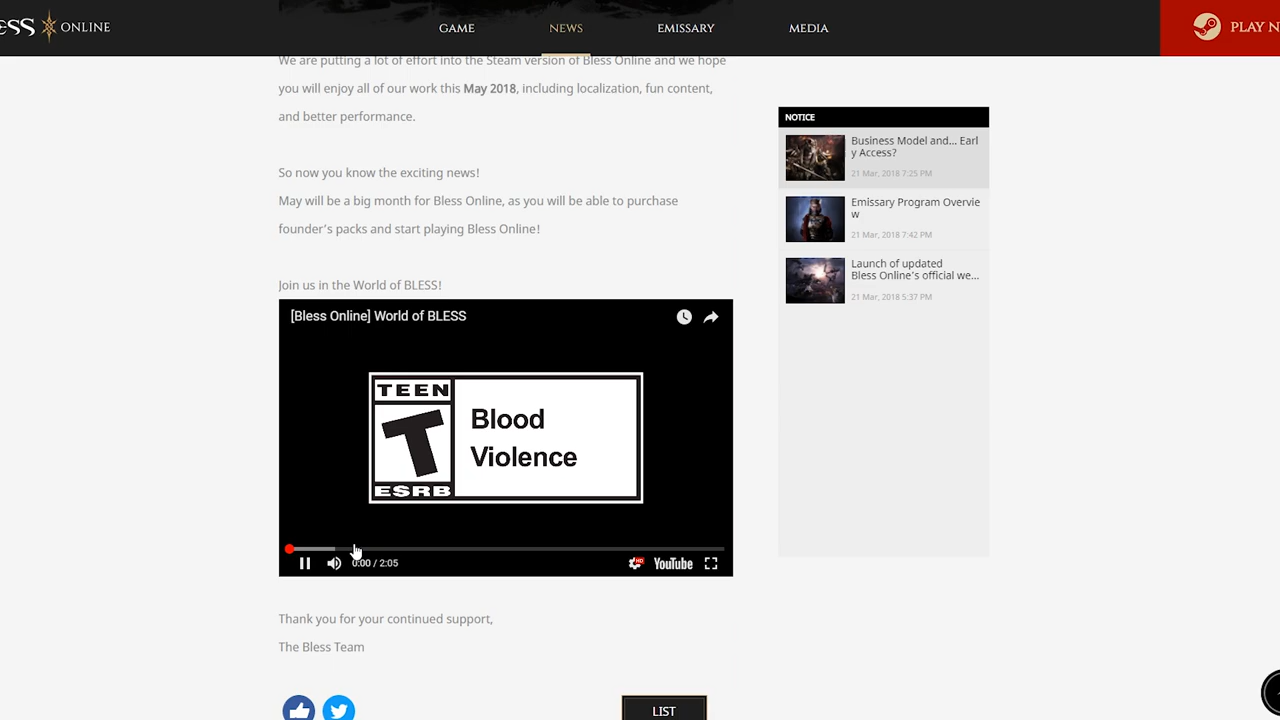 ESS ONLINE
GAME
NEWS
EMISSARY
MEDIA
PLAY N
We are putting a lot of effort into the Steam version of Bless Online and we hope
you will enjoy all of our work this May 2018, including localization, fun content,
and better performance.
So now you know the exciting news!
May will be a big month for Bless Online, as you will be able to purchase
founder's packs and start playing Bless Online!
Join us in the World of BLESS!
[Bless Online] World of BLESS
TEEN
T
ESRB
Blood
Violence
0:00 / 2:05
HD
YouTube
Thank you for your continued support,
The Bless Team
LIST
NOTICE
Business Model and... Earl
y Access?
21 Mar, 2018 7:25 PM
Emissary Program Overvie
w
21 Mar, 2018 7:42 PM
Launch of updated
Bless Online's official we...
21 Mar, 2018 5:37 PM